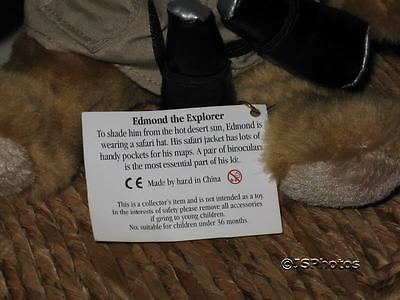 Edmond the Explorer
To shade him from the hot desert sun, Edmond is
wearing a safari hat. His safari jacket has lots of
handy pockets for his maps. A pair of binoculars
is the most essential part of his kit.
CE Made by hand in China
This is a collector's item and is not intended as a toy.
In the interests of safety please remove all accessories
if giving to young children.
No. suitable for children under 36 months.
©JSPhotos